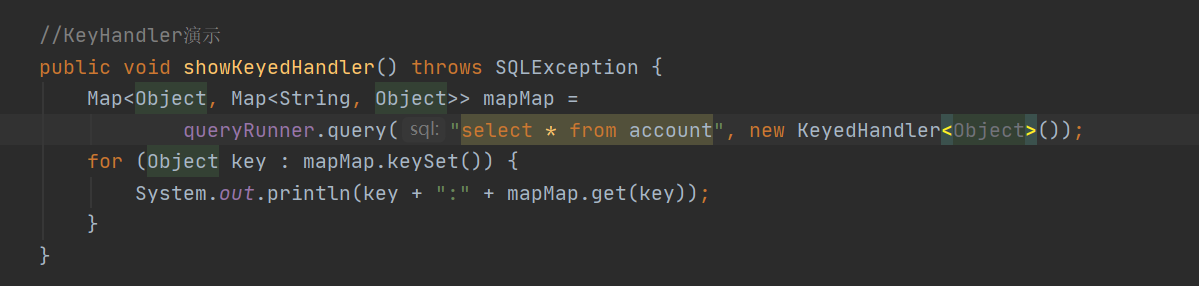 //KeyHandler演示
public void showKeyedHandler() throws SQLException {
    Map<Object, Map<String, Object>> mapMap =
            queryRunner.query( sql: "select * from account", new KeyedHandler<Object>());
    for (Object key : mapMap.keySet()) {
        System.out.println(key + ":" + mapMap.get(key));
    }
}